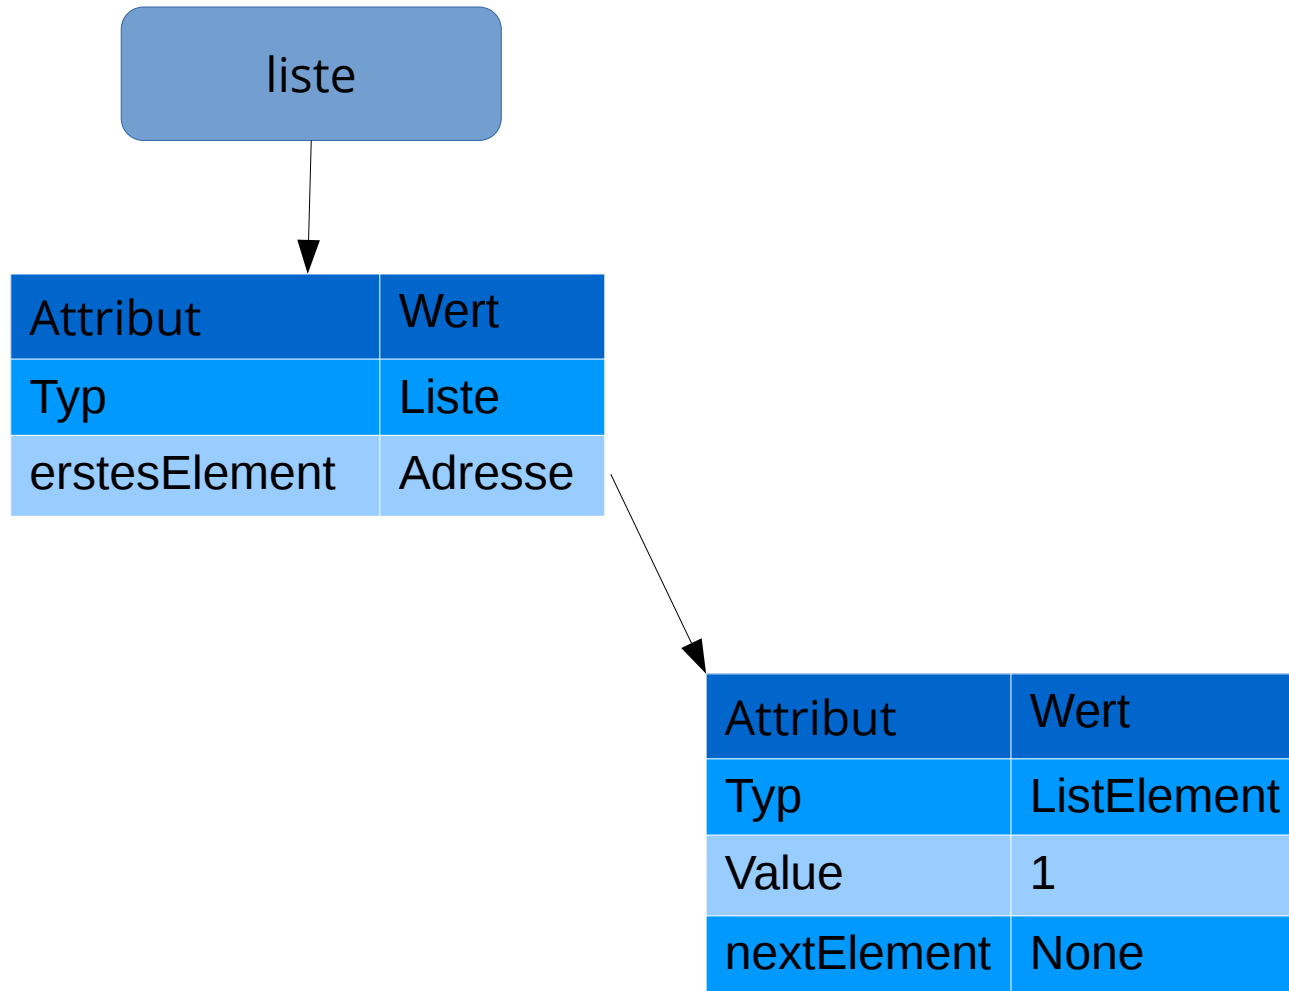 liste
Attribut Wert
Typ Liste
erstesElement Adresse
Attribut Wert
Typ ListElement
Value 1
nextElement None